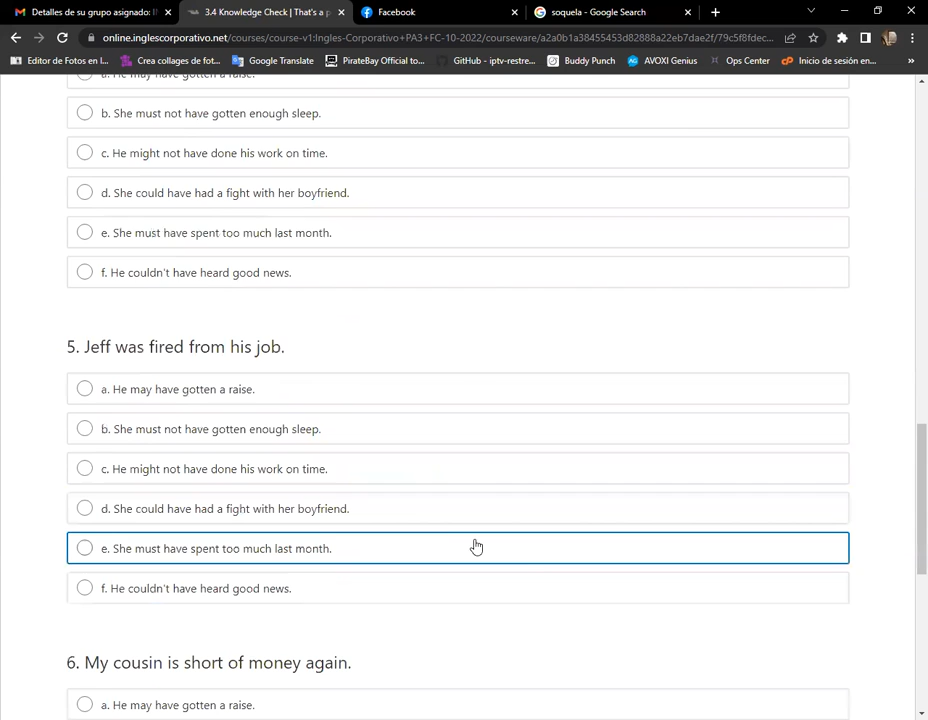 Detalles de su grupo asignado: I
3.4 Knowledge Check | That's a p
Facebook
soquela - Google Search
online.inglescorporativo.net/courses/course-v1:Ingles-Corporativo+PA3+FC-10-2022/courseware/a2a0b1a38455453d82888a22eb7dae2f/79c5f8fdec...
Editor de Fotos en l...
Crea collages de fot...
Google Translate
PirateBay Official to...
GitHub - iptv-restre...
Buddy Punch
AVOXI Genius
Ops Center
Inicio de sesión en...
a. He may have gotten a raise.
b. She must not have gotten enough sleep.
c. He might not have done his work on time.
d. She could have had a fight with her boyfriend.
e. She must have spent too much last month.
f. He couldn't have heard good news.
5. Jeff was fired from his job.
a. He may have gotten a raise.
b. She must not have gotten enough sleep.
c. He might not have done his work on time.
d. She could have had a fight with her boyfriend.
e. She must have spent too much last month.
f. He couldn't have heard good news.
6. My cousin is short of money again.
a. He may have gotten a raise.